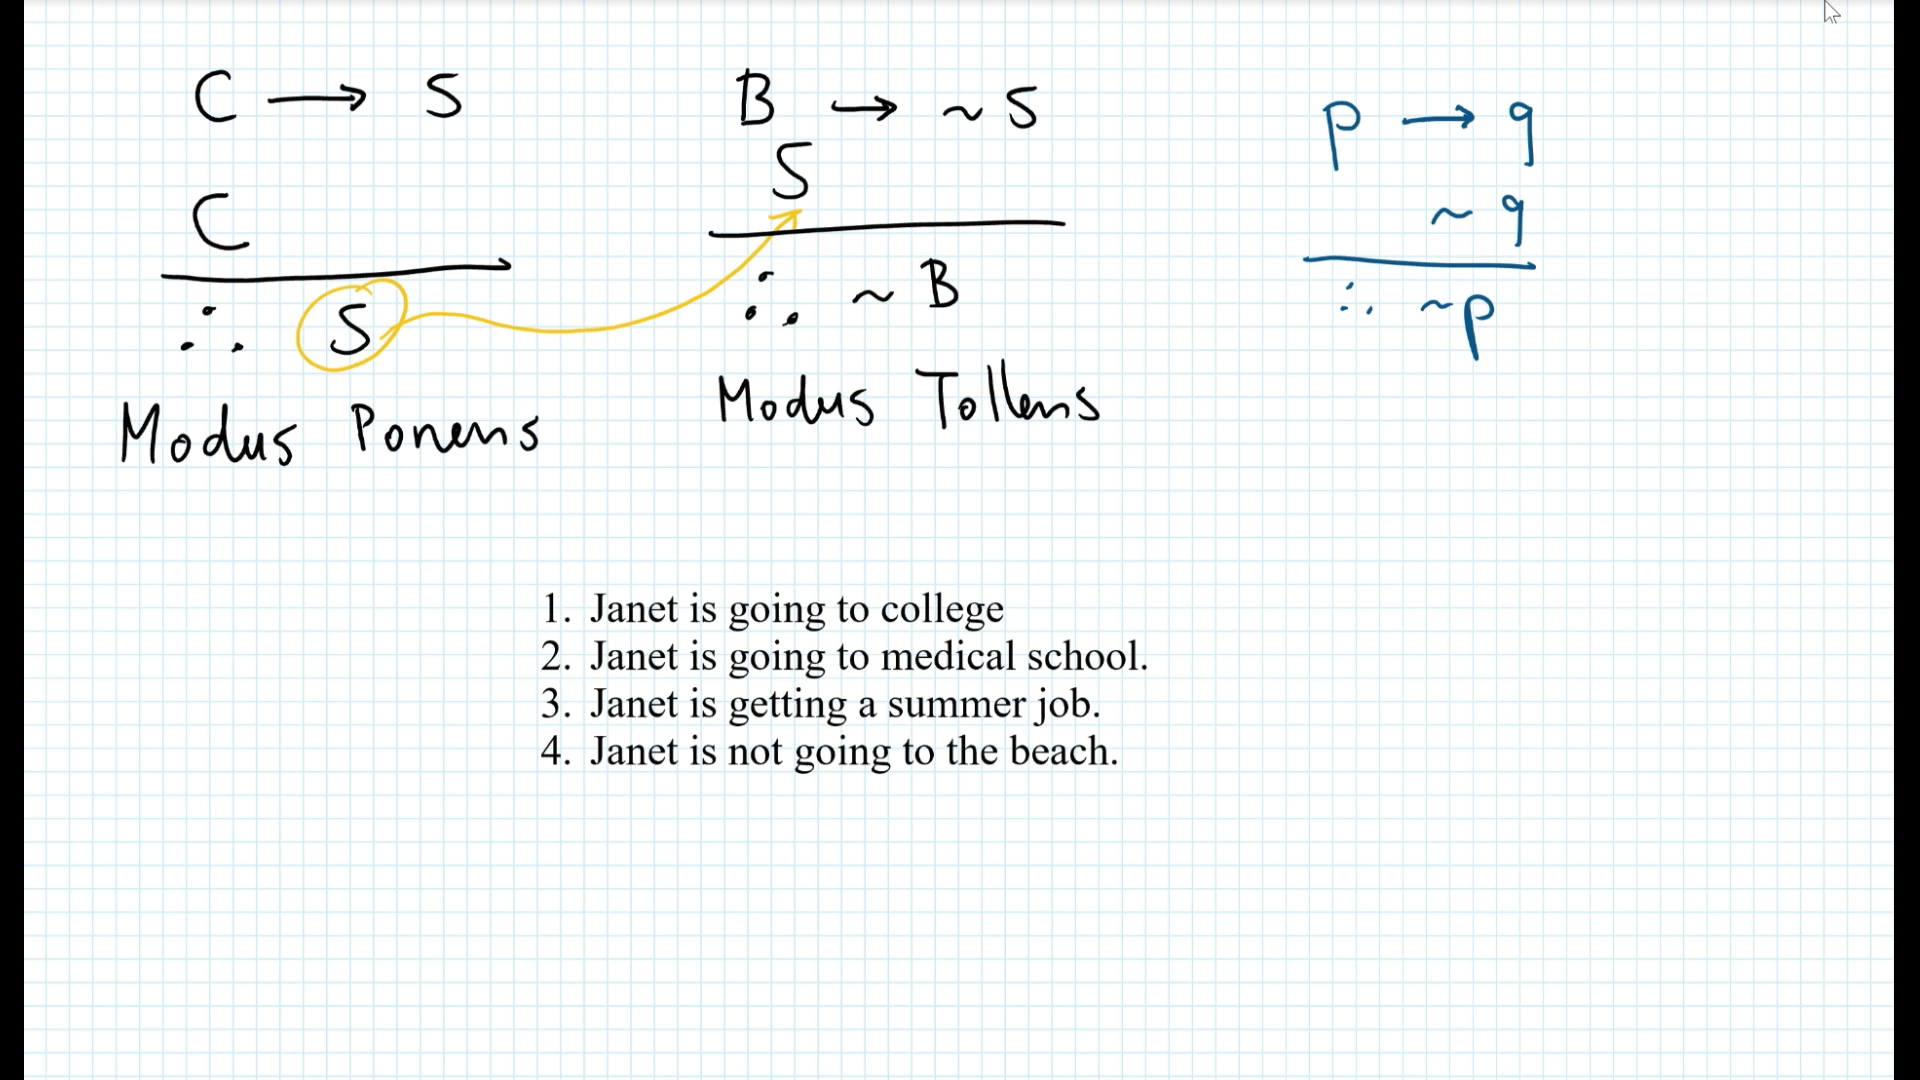 C → S
C
∴ S
Modus Ponens
B → ~ S
S
∴ ~ B
Modus Tollens
p → q
~ q
∴ ~p
1. Janet is going to college
2. Janet is going to medical school.
3. Janet is getting a summer job.
4. Janet is not going to the beach.